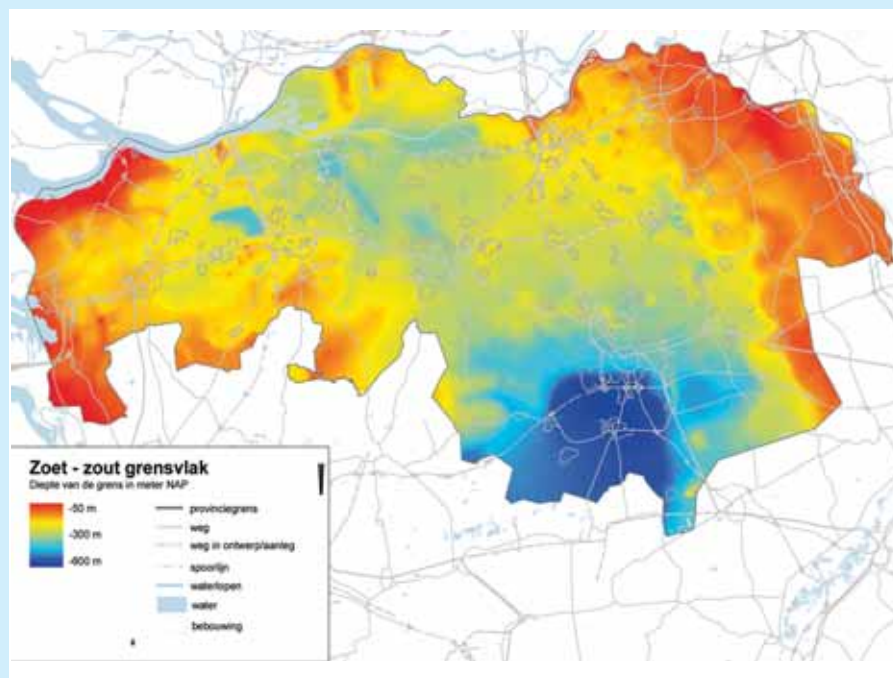 Zoet - zout grensvlak
Diepte van de grens in meter NAP
-50 m
-300 m
-600 m
provinciegrens
weg
weg in ontwerp/aanleg
spoorlijn
waterlopen
water
bebouwing